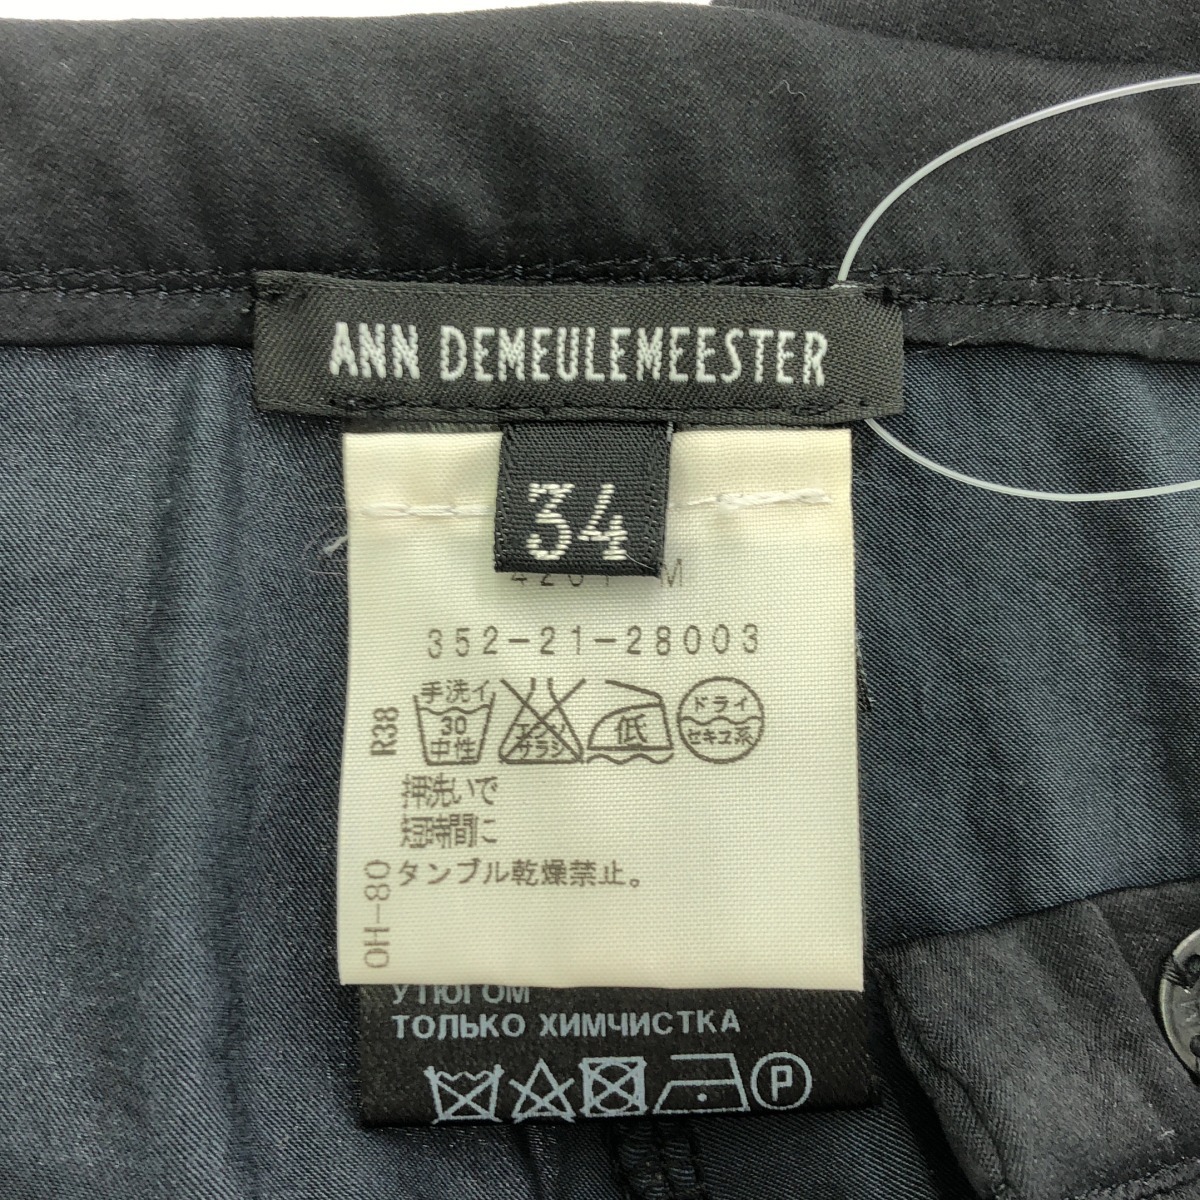 ANN DEMEULEMEESTER
34
M
352-21-28003
手洗イ
30
中性
エンソ
サラシ
低
ドライ
セキユ系
R38
押洗いで
短時間に
タンブル乾燥禁止。
OH-80
УТЮГОМ
ТОЛЬКО ХИМЧИСТКА
P